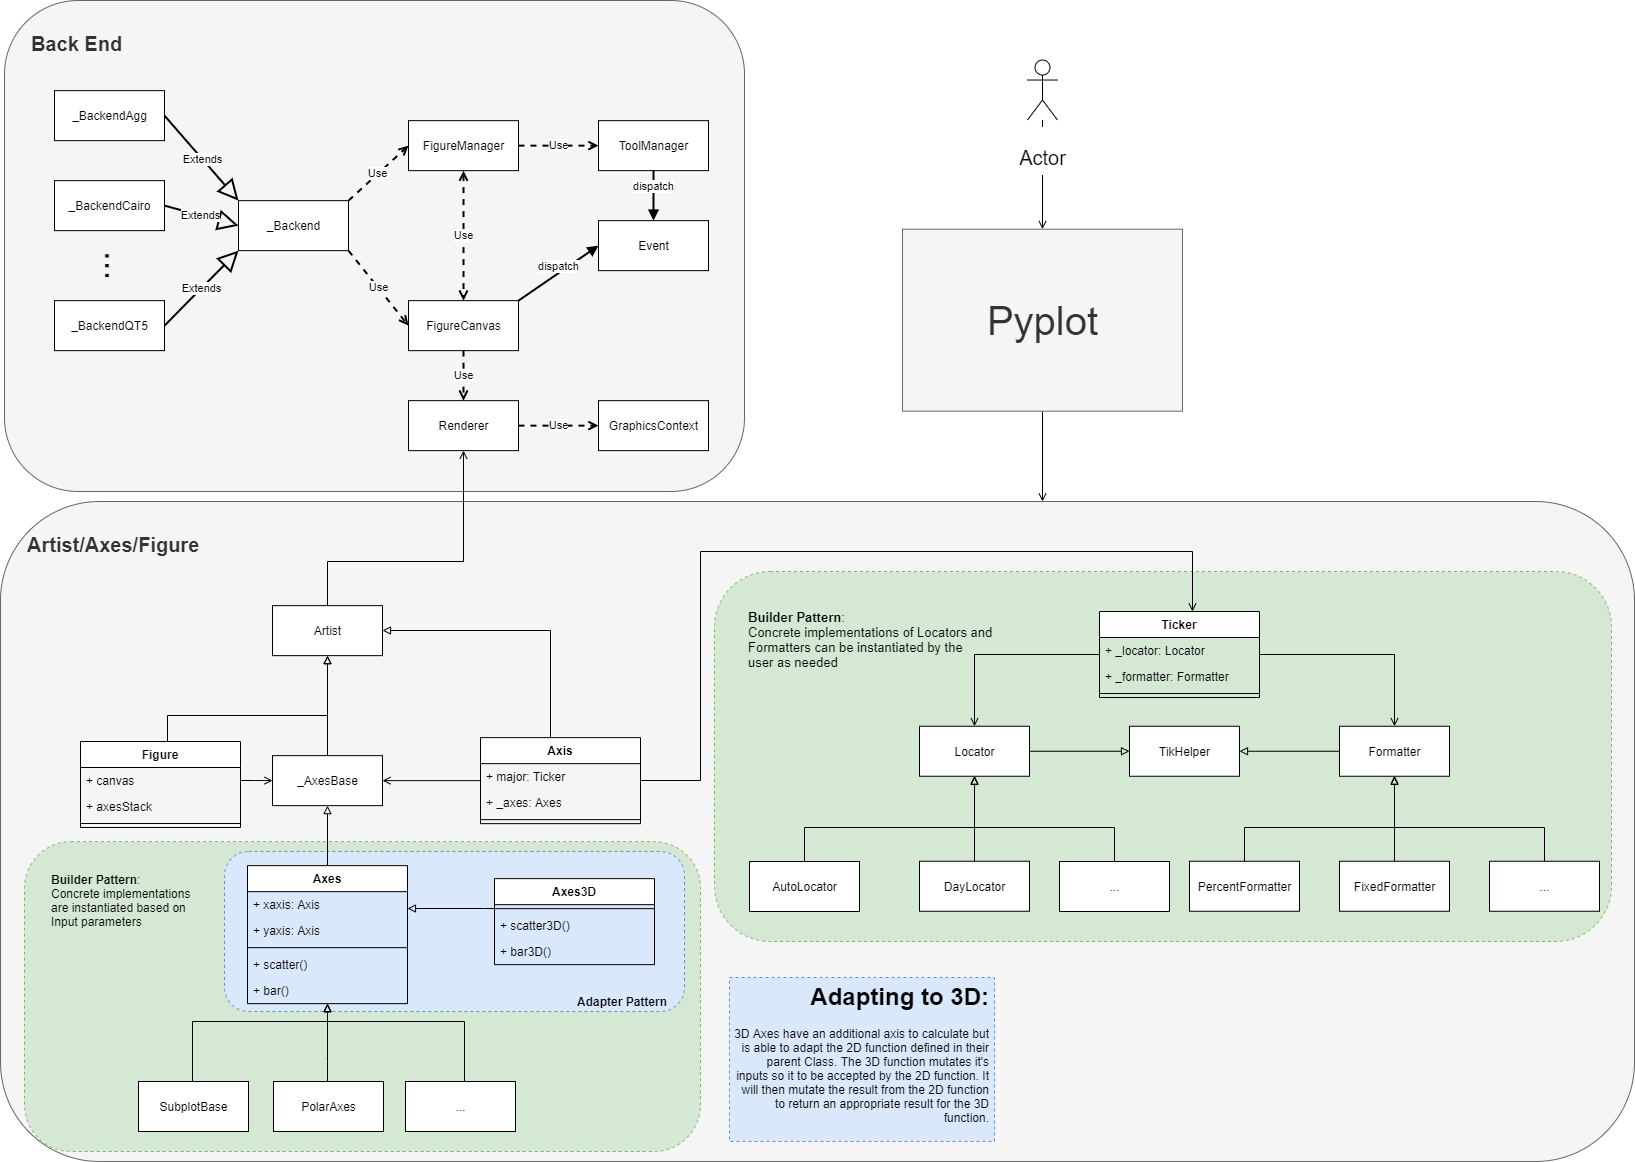 Back End
_BackendAgg
_BackendCairo
_BackendQT5
Extends
Extends
Extends
_Backend
Use
Use
FigureManager
Use
ToolManager
dispatch
Event
Use
dispatch
FigureCanvas
Use
Renderer
Use
GraphicsContext
Actor
Pyplot
Artist/Axes/Figure
Artist
Figure
+ canvas
+ axesStack
_AxesBase
Axis
+ major: Ticker
+ _axes: Axes
Builder Pattern:
Concrete implementations
are instantiated based on
Input parameters
Axes
+ xaxis: Axis
+ yaxis: Axis
+ scatter()
+ bar()
Axes3D
+ scatter3D()
+ bar3D()
Adapter Pattern
SubplotBase
PolarAxes
...
Builder Pattern:
Concrete implementations of Locators and
Formatters can be instantiated by the
user as needed
Ticker
+ _locator: Locator
+ _formatter: Formatter
Locator
TikHelper
Formatter
AutoLocator
DayLocator
...
PercentFormatter
FixedFormatter
...
Adapting to 3D:
3D Axes have an additional axis to calculate but
is able to adapt the 2D function defined in their
parent Class. The 3D function mutates it's
inputs so it to be accepted by the 2D function. It
will then mutate the result from the 2D function
to return an appropriate result for the 3D
function.